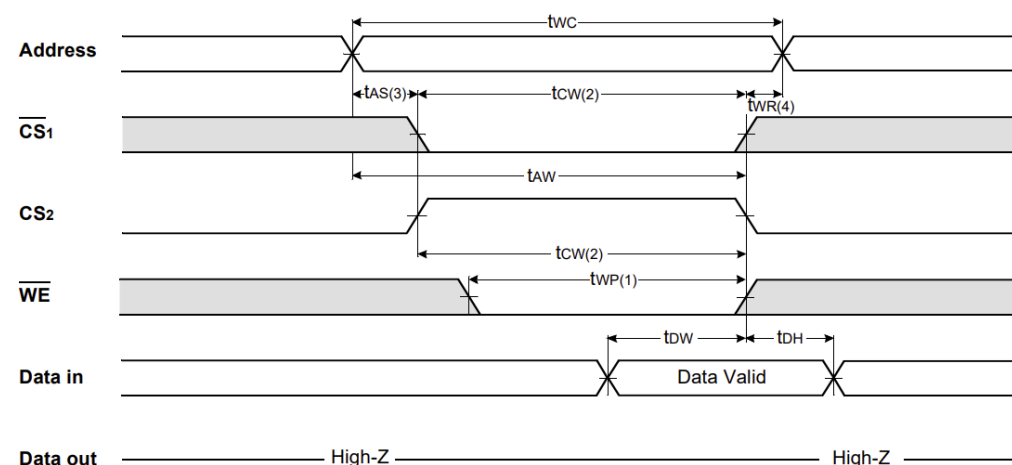 tWC
Address
tAS(3) tCW(2) tWR(4)
CS1
tAW
CS2
tCW(2)
tWP(1)
WE
tDW tDH
Data in Data Valid
Data out High-Z High-Z